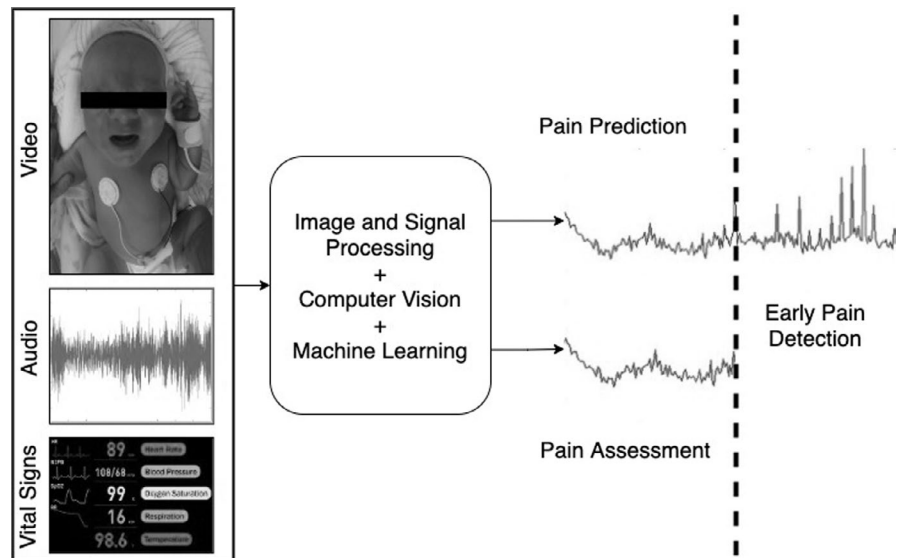 Video
Audio
Vital Signs
89
Heart Rate
108/68
Blood Pressure
99
Oxygen Saturation
16
Respiration
98.6
Temperature
Image and Signal
Processing
+
Computer Vision
+
Machine Learning
Pain Prediction
Early Pain
Detection
Pain Assessment